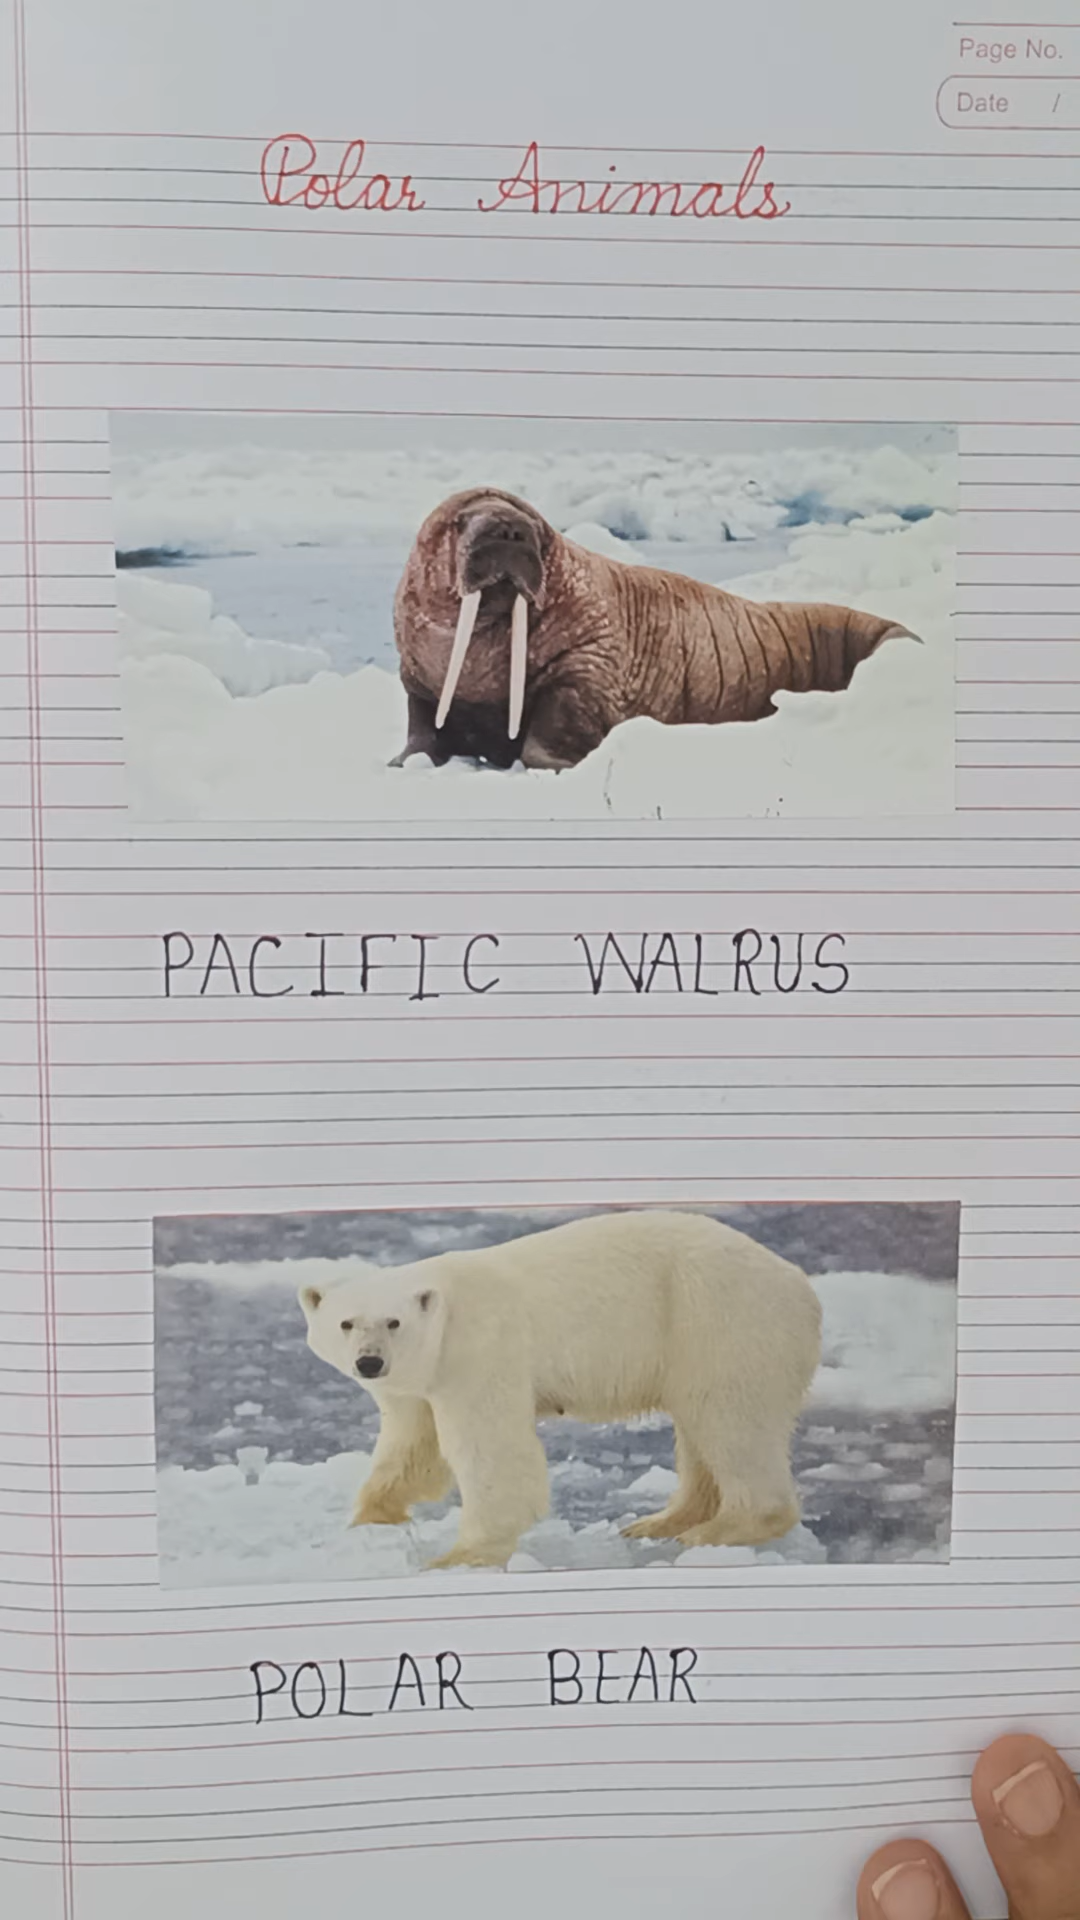 Page No.
Date /
Polar Animals
PACIFIC WALRUS
POLAR BEAR